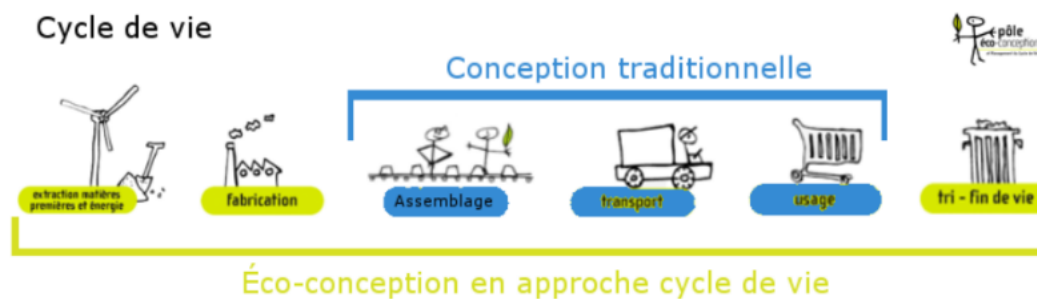 Cycle de vie
pôle
éco-conception
Conception traditionnelle
extraction matières
premières et énergie
fabrication
Assemblage
transport
usage
tri - fin de vie
Éco-conception en approche cycle de vie